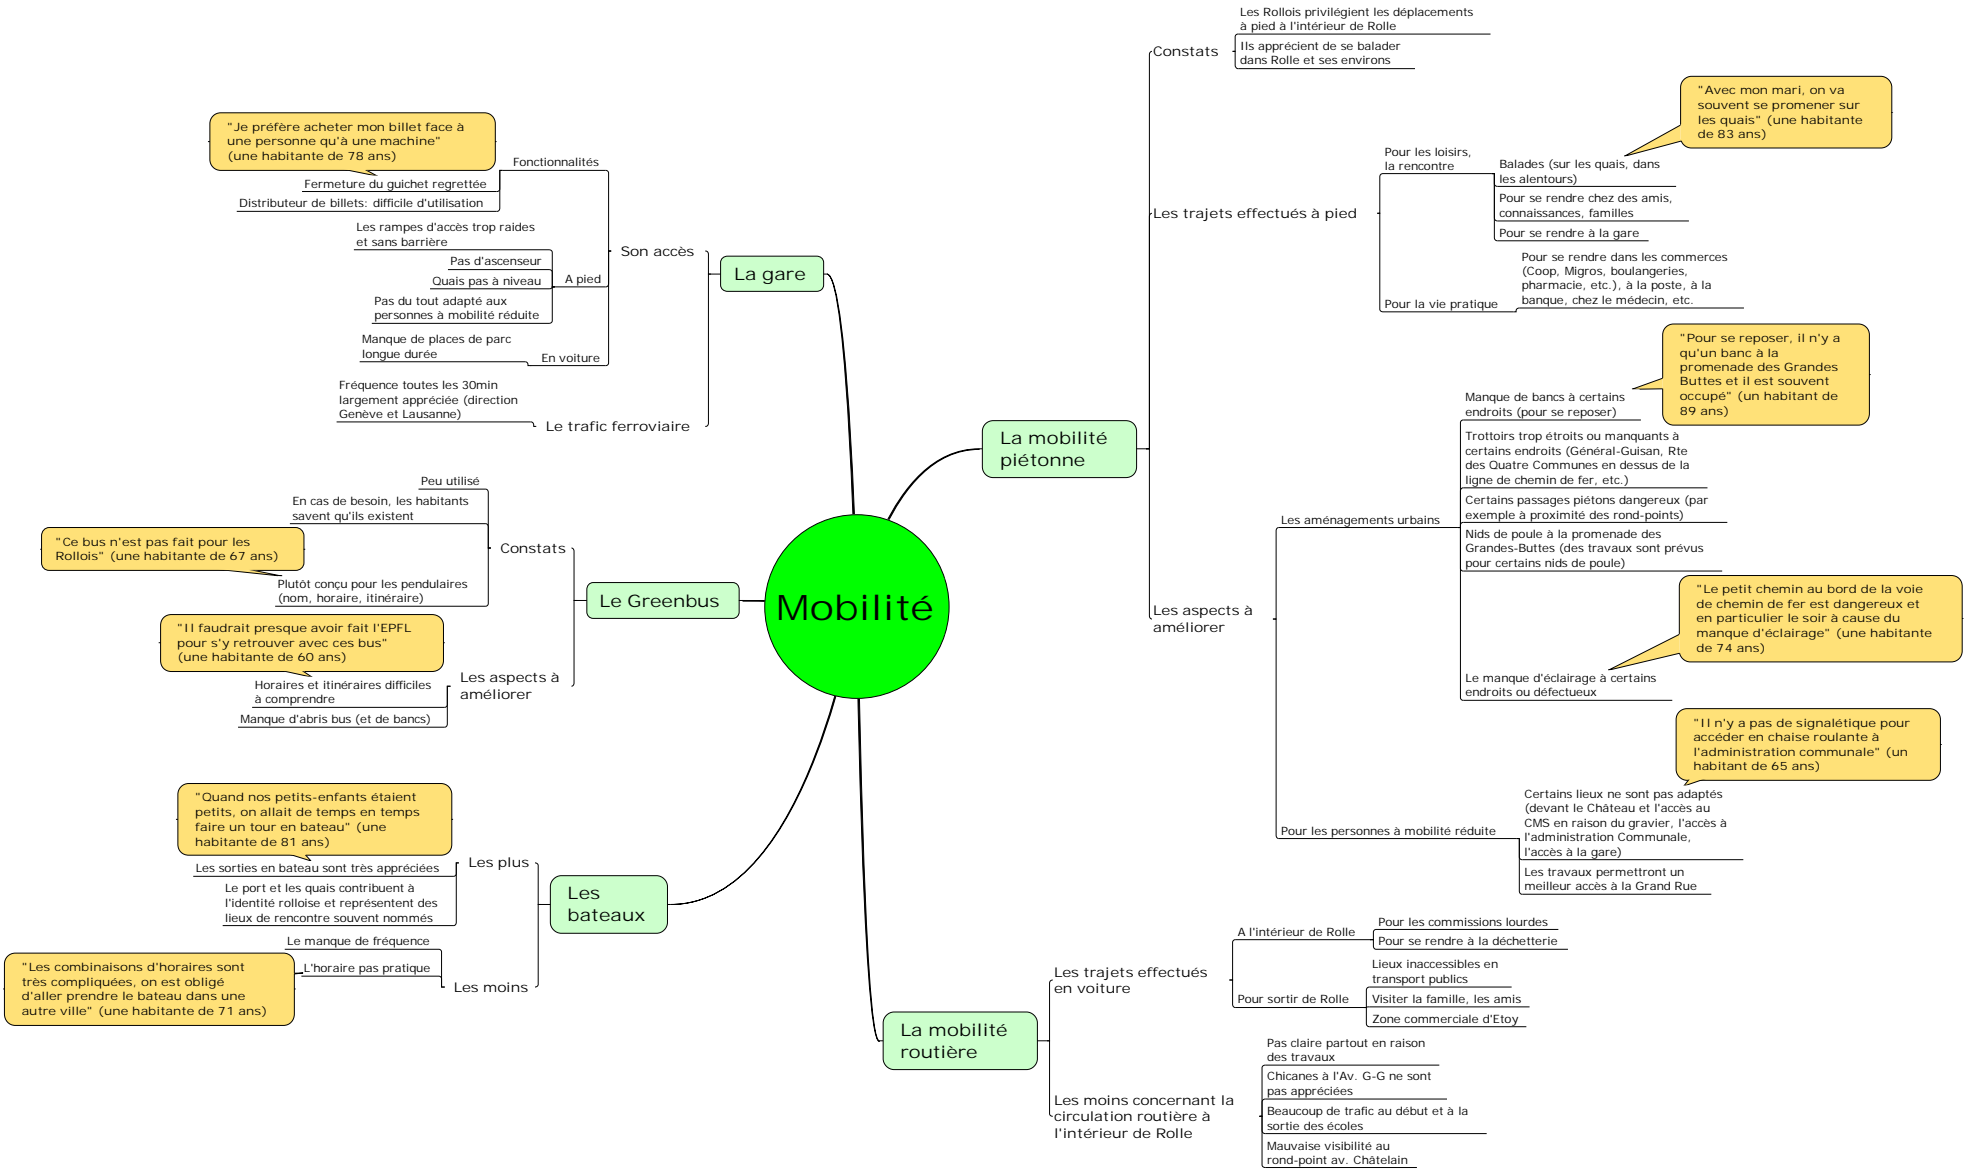 Mobilité
La gare
Son accès
Fonctionnalités
"Je préfère acheter mon billet face à
une personne qu'à une machine"
(une habitante de 78 ans)
Fermeture du guichet regrettée
Distributeur de billets: difficile d'utilisation
A pied
Les rampes d'accès trop raides
et sans barrière
Pas d'ascenseur
Quais pas à niveau
Pas du tout adapté aux
personnes à mobilité réduite
En voiture
Manque de places de parc
longue durée
Le trafic ferroviaire
Fréquence toutes les 30min
largement appréciée (direction
Genève et Lausanne)
Le Greenbus
Constats
Peu utilisé
En cas de besoin, les habitants
savent qu'ils existent
"Ce bus n'est pas fait pour les
Rollois" (une habitante de 67 ans)
Plutôt conçu pour les pendulaires
(nom, horaire, itinéraire)
Les aspects à
améliorer
"Il faudrait presque avoir fait l'EPFL
pour s'y retrouver avec ces bus"
(une habitante de 60 ans)
Horaires et itinéraires difficiles
à comprendre
Manque d'abris bus (et de bancs)
Les
bateaux
Les plus
"Quand nos petits-enfants étaient
petits, on allait de temps en temps
faire un tour en bateau" (une
habitante de 81 ans)
Les sorties en bateau sont très appréciées
Le port et les quais contribuent à
l'identité rolloise et représentent des
lieux de rencontre souvent nommés
Les moins
Le manque de fréquence
L'horaire pas pratique
"Les combinaisons d'horaires sont
très compliquées, on est obligé
d'aller prendre le bateau dans une
autre ville" (une habitante de 71 ans)
La mobilité
piétonne
Constats
Les Rollois privilégient les déplacements
à pied à l'intérieur de Rolle
Ils apprécient de se balader
dans Rolle et ses environs
Les trajets effectués à pied
Pour les loisirs,
la rencontre
"Avec mon mari, on va
souvent se promener sur
les quais" (une habitante
de 83 ans)
Balades (sur les quais, dans
les alentours)
Pour se rendre chez des amis,
connaissances, familles
Pour se rendre à la gare
Pour la vie pratique
Pour se rendre dans les commerces
(Coop, Migros, boulangeries,
pharmacie, etc.), à la poste, à la
banque, chez le médecin, etc.
Les aspects à
améliorer
Les aménagements urbains
"Pour se reposer, il n'y a
qu'un banc à la
promenade des Grandes
Buttes et il est souvent
occupé" (un habitant de
89 ans)
Manque de bancs à certains
endroits (pour se reposer)
Trottoirs trop étroits ou manquants à
certains endroits (Général-Guisan, Rte
des Quatre Communes en dessus de la
ligne de chemin de fer, etc.)
Certains passages piétons dangereux (par
exemple à proximité des rond-points)
Nids de poule à la promenade des
Grandes-Buttes (des travaux sont prévus
pour certains nids de poule)
"Le petit chemin au bord de la voie
de chemin de fer est dangereux et
en particulier le soir à cause du
manque d'éclairage" (une habitante
de 74 ans)
Le manque d'éclairage à certains
endroits ou défectueux
Pour les personnes à mobilité réduite
"Il n'y a pas de signalétique pour
accéder en chaise roulante à
l'administration communale" (un
habitant de 65 ans)
Certains lieux ne sont pas adaptés
(devant le Château et l'accès au
CMS en raison du gravier, l'accès à
l'administration Communale,
l'accès à la gare)
Les travaux permettront un
meilleur accès à la Grand Rue
La mobilité
routière
Les trajets effectués
en voiture
A l'intérieur de Rolle
Pour les commissions lourdes
Pour se rendre à la déchetterie
Pour sortir de Rolle
Lieux inaccessibles en
transport publics
Visiter la famille, les amis
Zone commerciale d'Etoy
Les moins concernant la
circulation routière à
l'intérieur de Rolle
Pas claire partout en raison
des travaux
Chicanes à l'Av. G-G ne sont
pas appréciées
Beaucoup de trafic au début et à la
sortie des écoles
Mauvaise visibilité au
rond-point av. Châtelain